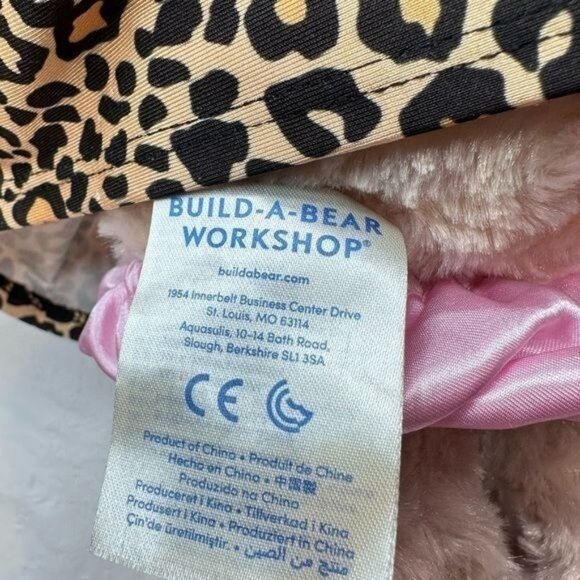 BUILD-A-BEAR
WORKSHOP®
buildabear.com
1954 Innerbelt Business Center Drive
St. Louis, MO 63114
Aquasulis, 10-14 Bath Road,
Slough, Berkshire SL1 3SA
CE
Product of China • Produit de Chine
Hecho en China • 中國製
Produzido na China
Produceret i Kina • Tillverkad i Kina
Produsert i Kina • Produziert in China
Çin'de üretilmiştir. • منتج من الصين